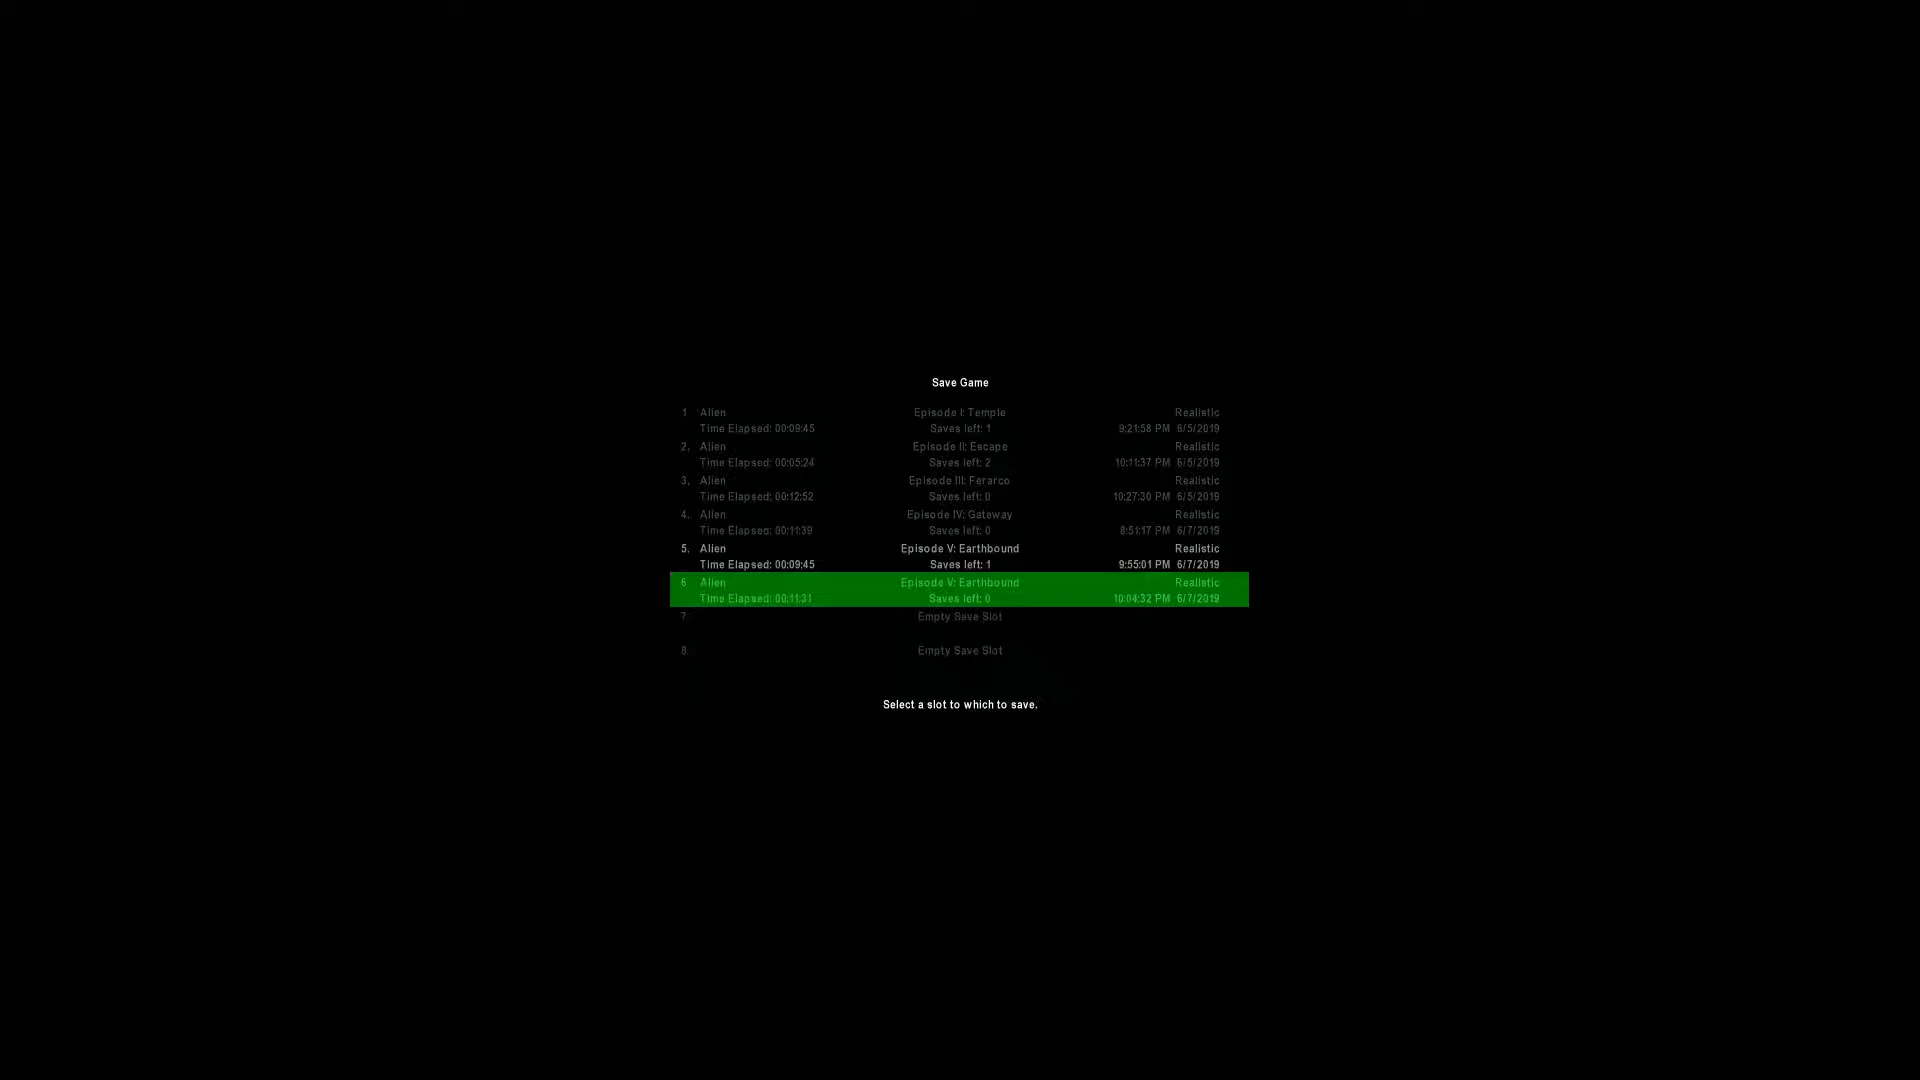 Save Game
1 Alien Episode I: Temple Realistic
Time Elapsed: 00:09:45 Saves left: 1 9:21:58 PM 6/5/2019
2. Alien Episode II: Escape Realistic
Time Elapsed: 00:05:24 Saves left: 2 10:11:37 PM 6/5/2019
3. Alien Episode III: Ferarco Realistic
Time Elapsed: 00:12:52 Saves left: 0 10:27:30 PM 6/5/2019
4. Alien Episode IV: Gateway Realistic
Time Elapsed: 00:11:39 Saves left: 0 8:51:17 PM 6/7/2019
5. Alien Episode V: Earthbound Realistic
Time Elapsed: 00:09:45 Saves left: 1 9:55:01 PM 6/7/2019
6 Alien Episode V: Earthbound Realistic
Time Elapsed: 00:11:31 Saves left: 0 10:04:32 PM 6/7/2019
7. Empty Save Slot
8. Empty Save Slot
Select a slot to which to save.